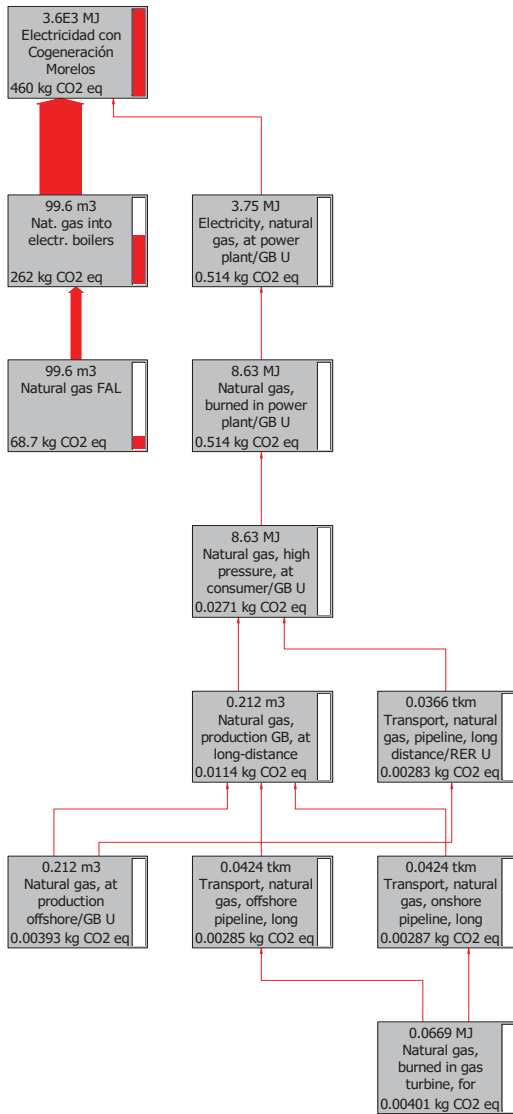 3.6E3 MJ
Electricidad con
Cogeneración
Morelos
460 kg CO2 eq
99.6 m3
Nat. gas into
electr. boilers
262 kg CO2 eq
3.75 MJ
Electricity, natural
gas, at power
plant/GB U
0.514 kg CO2 eq
99.6 m3
Natural gas FAL
68.7 kg CO2 eq
8.63 MJ
Natural gas,
burned in power
plant/GB U
0.514 kg CO2 eq
8.63 MJ
Natural gas, high
pressure, at
consumer/GB U
0.0271 kg CO2 eq
0.212 m3
Natural gas,
production GB, at
long-distance
0.0114 kg CO2 eq
0.0366 tkm
Transport, natural
gas, pipeline, long
distance/RER U
0.00283 kg CO2 eq
0.212 m3
Natural gas, at
production
offshore/GB U
0.00393 kg CO2 eq
0.0424 tkm
Transport, natural
gas, offshore
pipeline, long
0.00285 kg CO2 eq
0.0424 tkm
Transport, natural
gas, onshore
pipeline, long
0.00287 kg CO2 eq
0.0669 MJ
Natural gas,
burned in gas
turbine, for
0.00401 kg CO2 eq